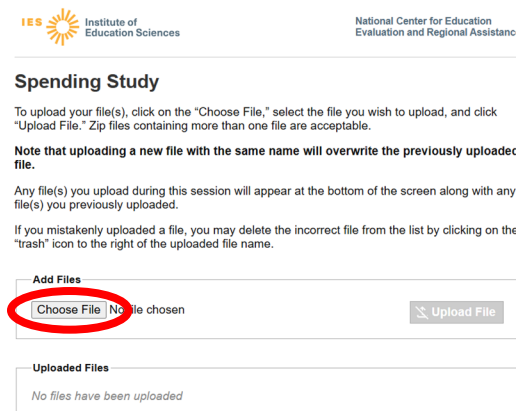 IES Institute of
Education Sciences
National Center for Education
Evaluation and Regional Assistanc
Spending Study
To upload your file(s), click on the “Choose File,” select the file you wish to upload, and click
“Upload File.” Zip files containing more than one file are acceptable.
Note that uploading a new file with the same name will overwrite the previously uploaded
file.
Any file(s) you upload during this session will appear at the bottom of the screen along with any
file(s) you previously uploaded.
If you mistakenly uploaded a file, you may delete the incorrect file from the list by clicking on the
“trash” icon to the right of the uploaded file name.
Add Files
Choose File No file chosen
Upload File
Uploaded Files
No files have been uploaded